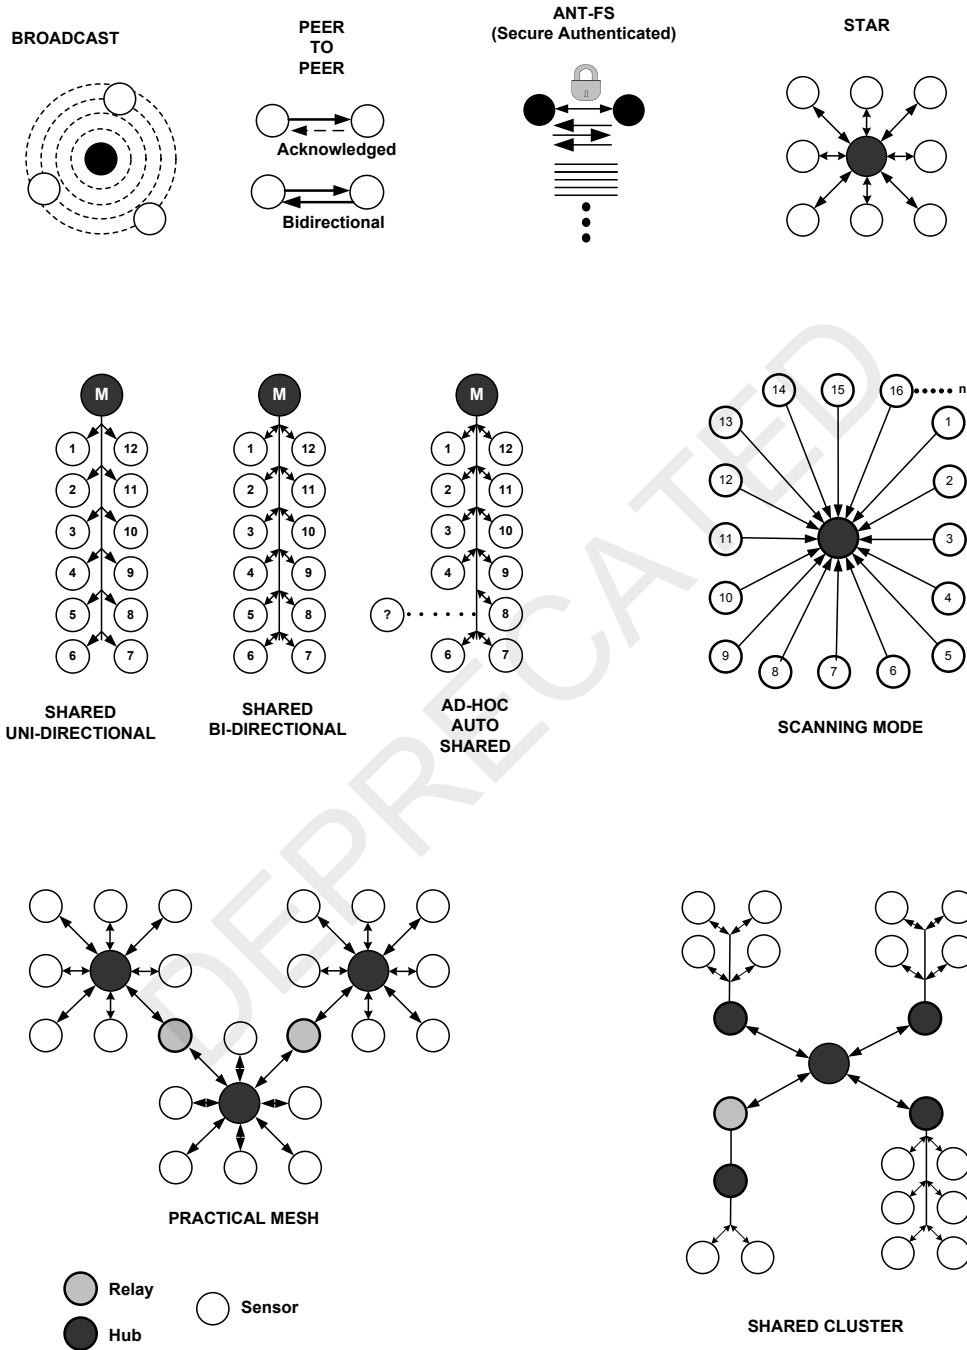 BROADCAST
PEER
TO
PEER
Acknowledged
Bidirectional
ANT-FS
(Secure Authenticated)
STAR
M
1
12
2
11
3
10
4
9
5
8
6
7
SHARED
UNI-DIRECTIONAL
M
1
12
2
11
3
10
4
9
5
8
6
7
SHARED
BI-DIRECTIONAL
M
1
12
2
11
3
10
4
9
?
8
6
7
AD-HOC
AUTO
SHARED
14
15
16
n
13
1
12
2
11
3
10
4
9
5
8
7
6
SCANNING MODE
DEPRECATED
PRACTICAL MESH
Relay
Hub
Sensor
SHARED CLUSTER